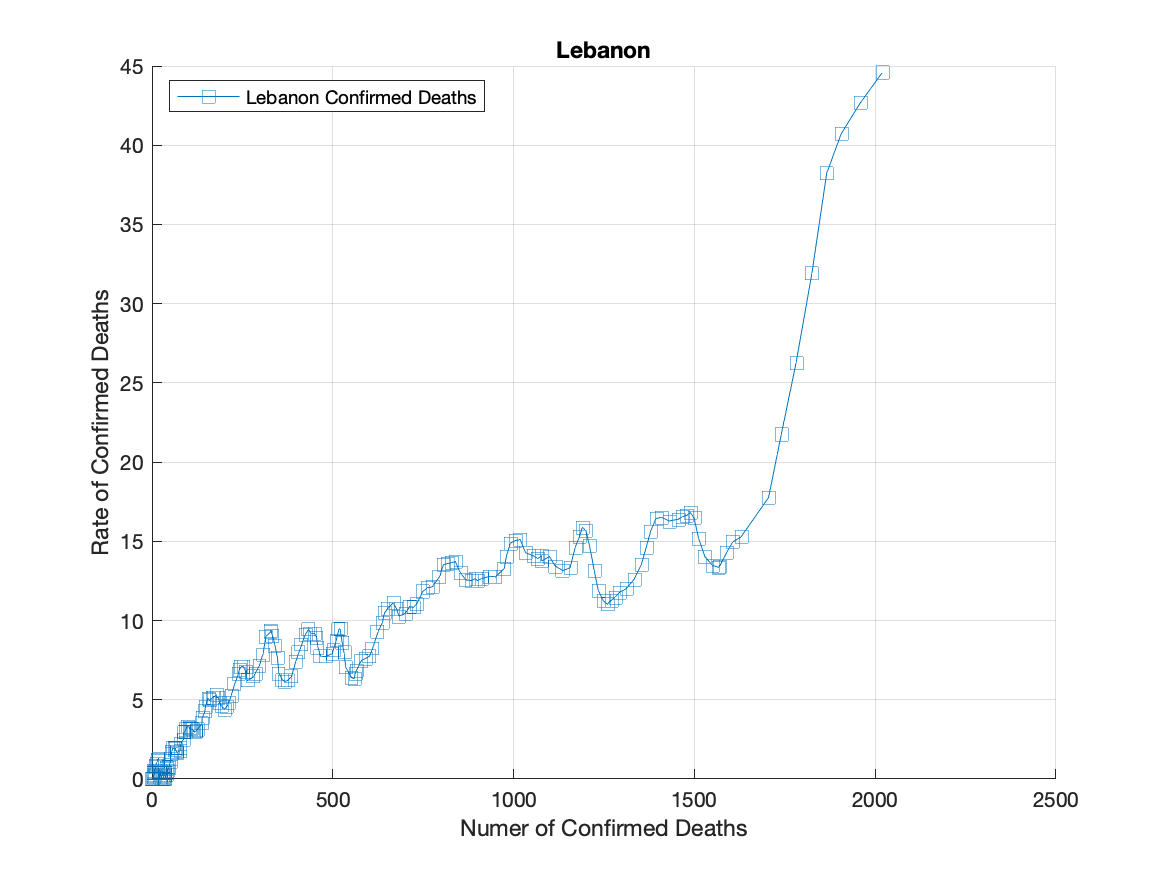 Lebanon
Lebanon Confirmed Deaths
45
40
35
30
25
20
15
10
5
0
Rate of Confirmed Deaths
0 500 1000 1500 2000 2500
Numer of Confirmed Deaths